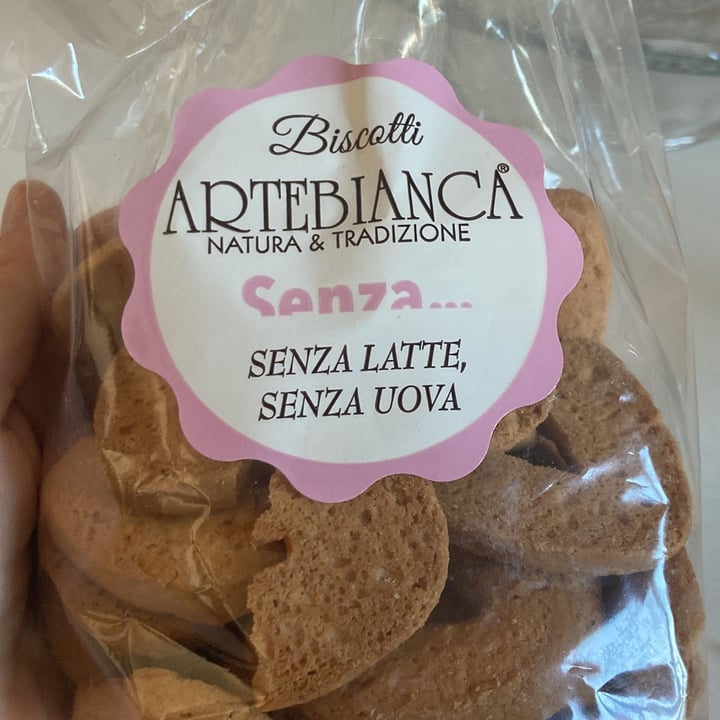 Biscotti
ARTEBIANCA®
NATURA & TRADIZIONE
Senza...
SENZA LATTE,
SENZA UOVA